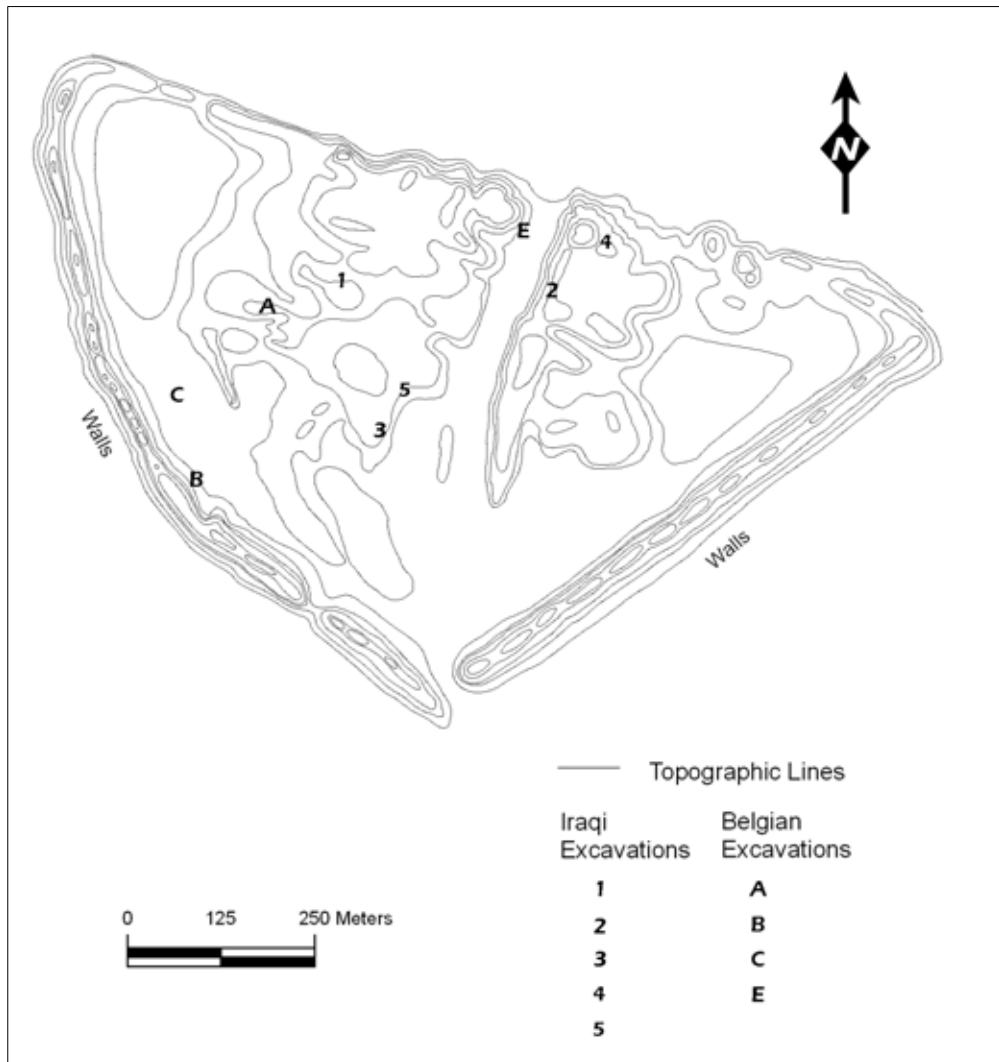 N
E
4
1
2
A
5
C
3
Walls
B
Walls
Topographic Lines
Iraqi Excavations
Belgian Excavations
1 A
2 B
3 C
4 E
5
0 125 250 Meters